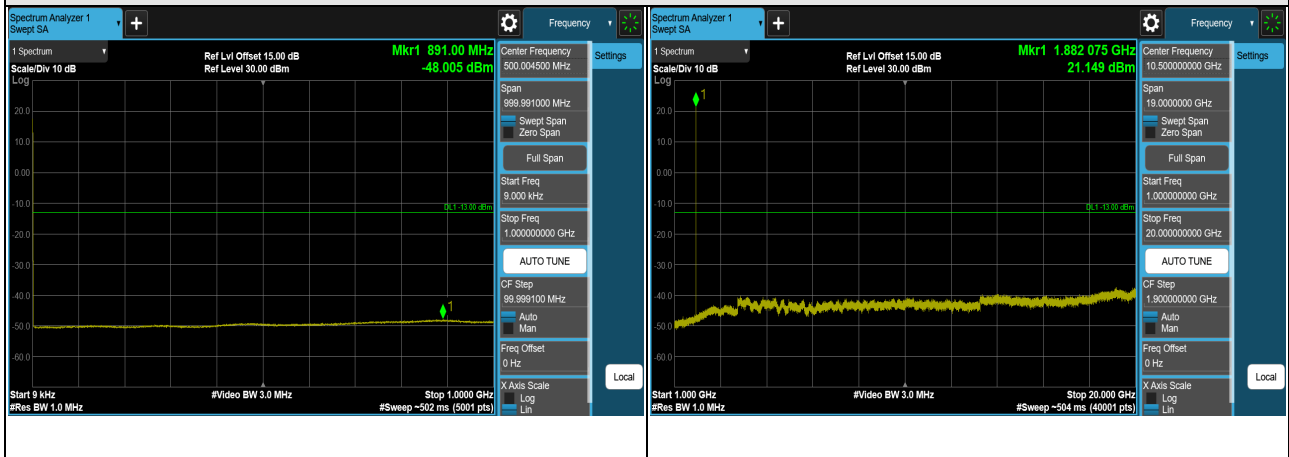 Spectrum Analyzer 1
Swept SA
Frequency
1 Spectrum
Scale/Div 10 dB
Log
Ref Lvl Offset 15.00 dB
Ref Level 30.00 dBm
Mkr1 891.00 MHz
-48.005 dBm
20.0
10.0
0.00
-10.0
-20.0
-30.0
-40.0
-50.0
-60.0
DL1 -13.00 dBm
1
Start 9 kHz
#Res BW 1.0 MHz
#Video BW 3.0 MHz
Stop 1.0000 GHz
#Sweep ~502 ms (5001 pts)
Center Frequency
500.004500 MHz
Span
999.991000 MHz
Swept Span
Zero Span
Full Span
Start Freq
9.000 kHz
Stop Freq
1.000000000 GHz
AUTO TUNE
CF Step
99.999100 MHz
Auto
Man
Freq Offset
0 Hz
X Axis Scale
Log
Lin
Settings
Local
Spectrum Analyzer 1
Swept SA
Frequency
1 Spectrum
Scale/Div 10 dB
Log
Ref Lvl Offset 15.00 dB
Ref Level 30.00 dBm
Mkr1 1.882 075 GHz
21.149 dBm
1
20.0
10.0
0.00
-10.0
-20.0
-30.0
-40.0
-50.0
-60.0
DL1 -13.00 dBm
Start 1.000 GHz
#Res BW 1.0 MHz
#Video BW 3.0 MHz
Stop 20.000 GHz
#Sweep ~504 ms (40001 pts)
Center Frequency
10.500000000 GHz
Span
19.0000000 GHz
Swept Span
Zero Span
Full Span
Start Freq
1.000000000 GHz
Stop Freq
20.000000000 GHz
AUTO TUNE
CF Step
1.900000000 GHz
Auto
Man
Freq Offset
0 Hz
X Axis Scale
Log
Lin
Settings
Local